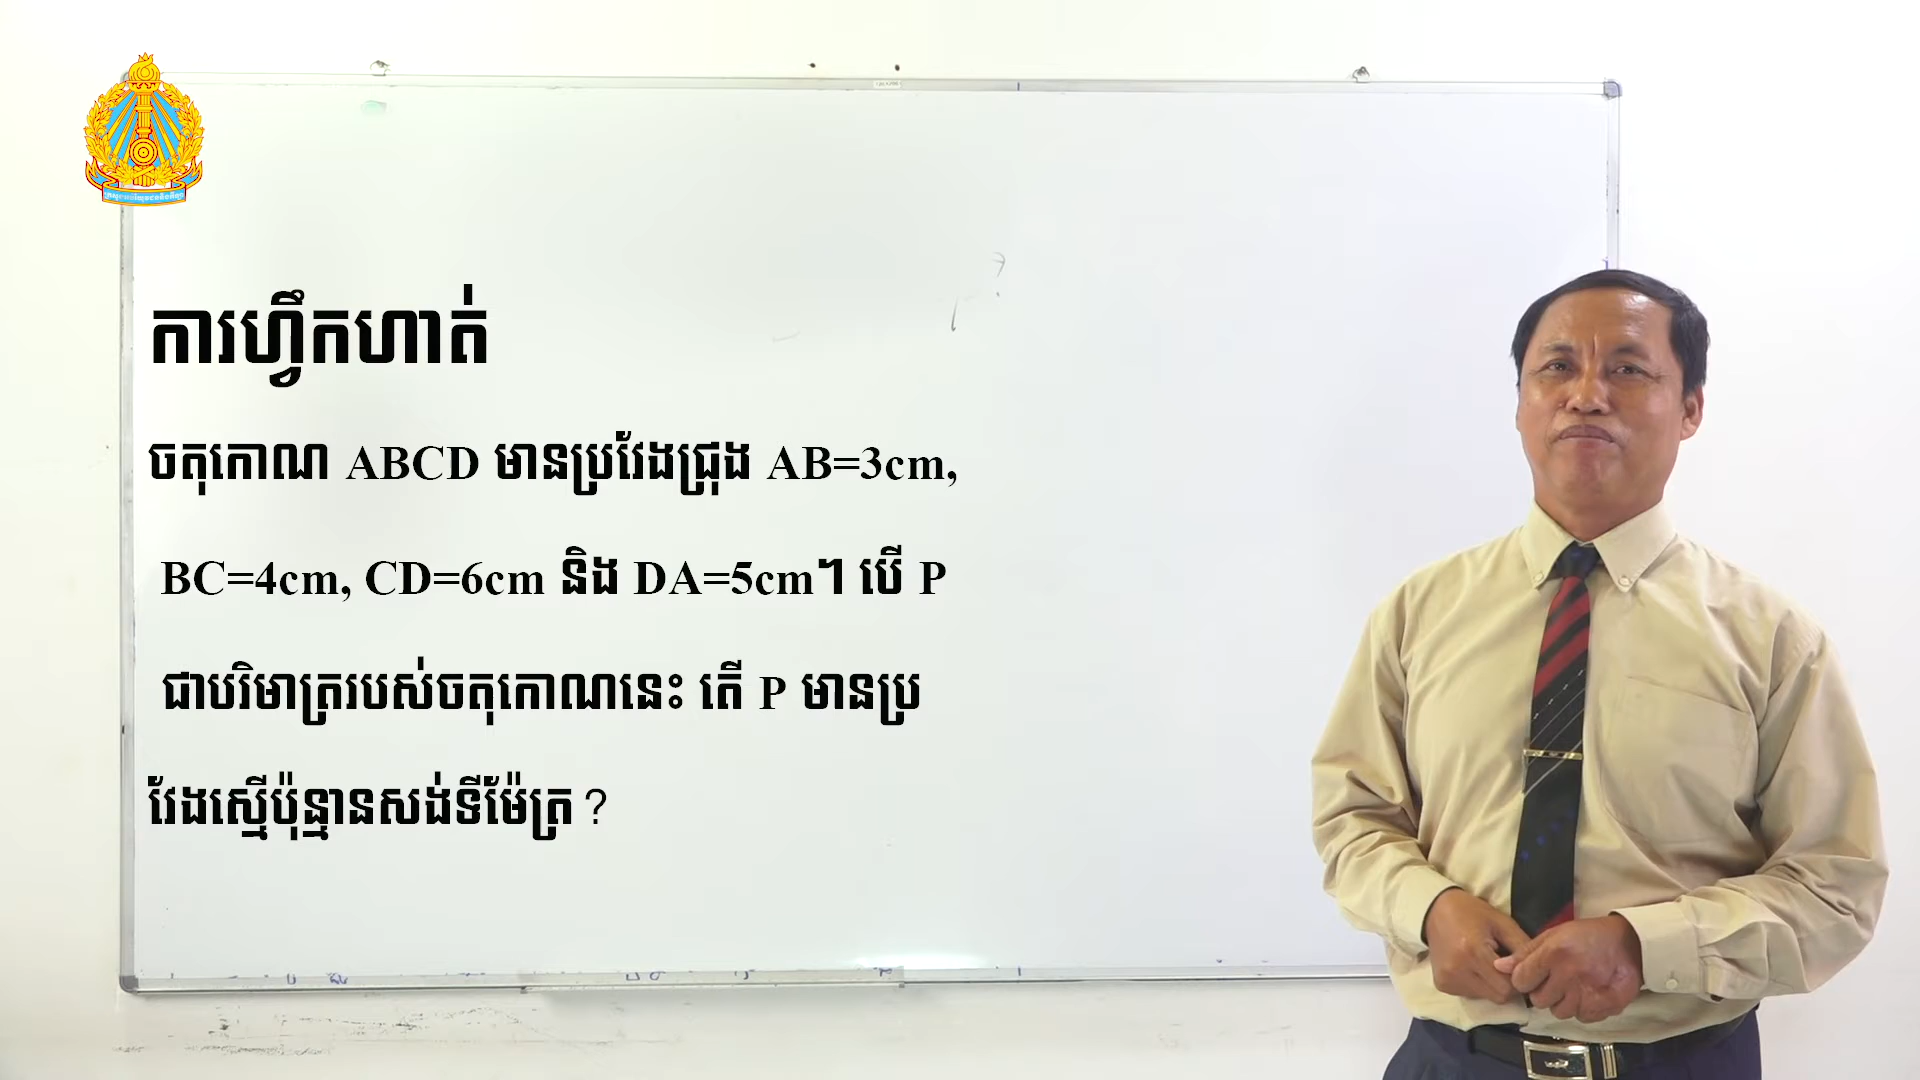 ការហ្វឹកហាត់
ចតុកោណ ABCD មានប្រវែងជ្រុង AB=3cm,
BC=4cm, CD=6cm និង DA=5cm។ បើ P
ជាបរិមាត្ររបស់ចតុកោណនេះ តើ P មានប្រ
វែងស្មើប៉ុន្មានសង់ទីម៉ែត្រ ?